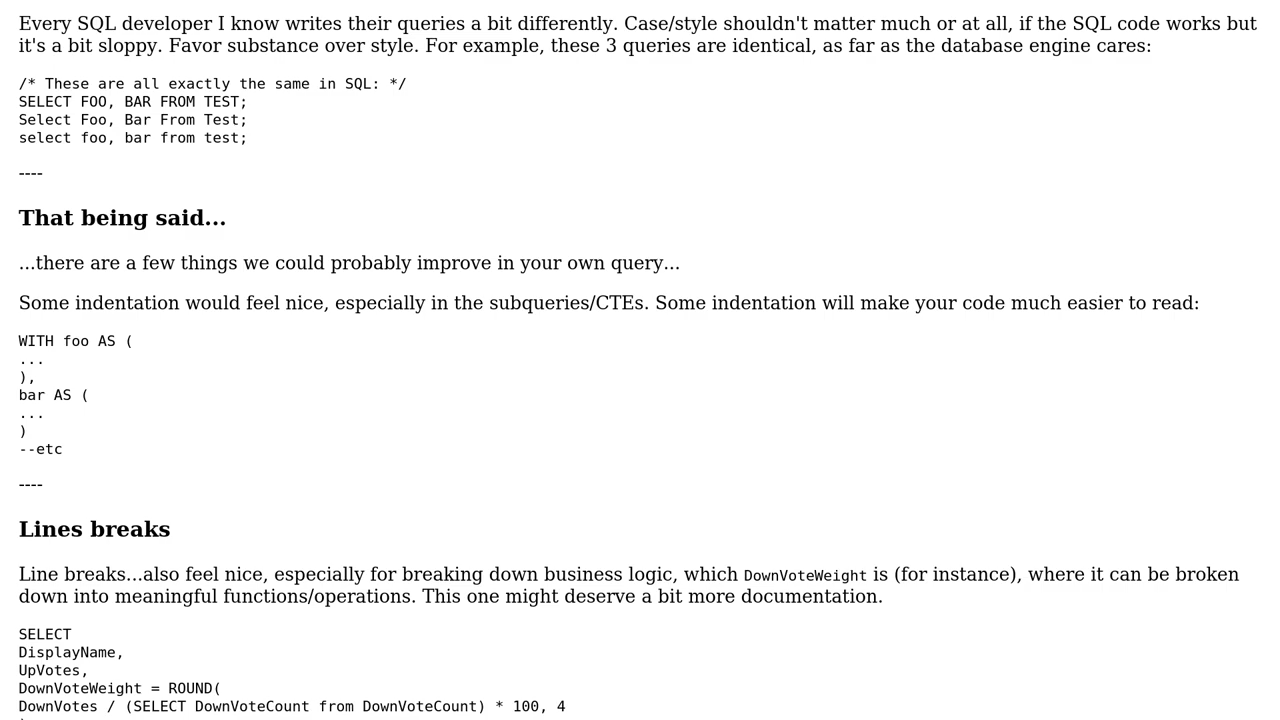 Every SQL developer I know writes their queries a bit differently. Case/style shouldn't matter much or at all, if the SQL code works but
it's a bit sloppy. Favor substance over style. For example, these 3 queries are identical, as far as the database engine cares:
/* These are all exactly the same in SQL: */
SELECT FOO, BAR FROM TEST;
Select Foo, Bar From Test;
select foo, bar from test;
----
That being said...
...there are a few things we could probably improve in your own query...
Some indentation would feel nice, especially in the subqueries/CTEs. Some indentation will make your code much easier to read:
WITH foo AS (
...
),
bar AS (
...
)
--etc
----
Lines breaks
Line breaks...also feel nice, especially for breaking down business logic, which DownVoteWeight is (for instance), where it can be broken
down into meaningful functions/operations. This one might deserve a bit more documentation.
SELECT
DisplayName,
UpVotes,
DownVoteWeight = ROUND(
DownVotes / (SELECT DownVoteCount from DownVoteCount) * 100, 4